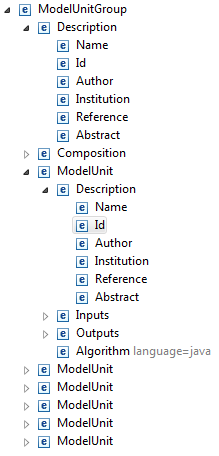 ModelUnitGroup
Description
Name
Id
Author
Institution
Reference
Abstract
Composition
ModelUnit
Description
Name
Id
Author
Institution
Reference
Abstract
Inputs
Outputs
Algorithm language=java
ModelUnit
ModelUnit
ModelUnit
ModelUnit
ModelUnit